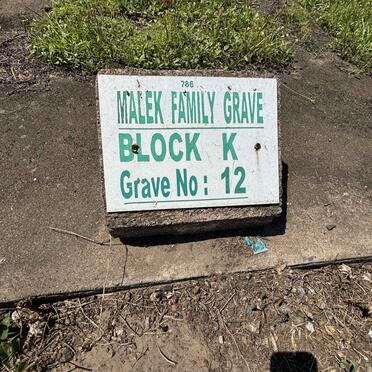 786
MALEK FAMILY GRAVE
BLOCK K
Grave No: 12